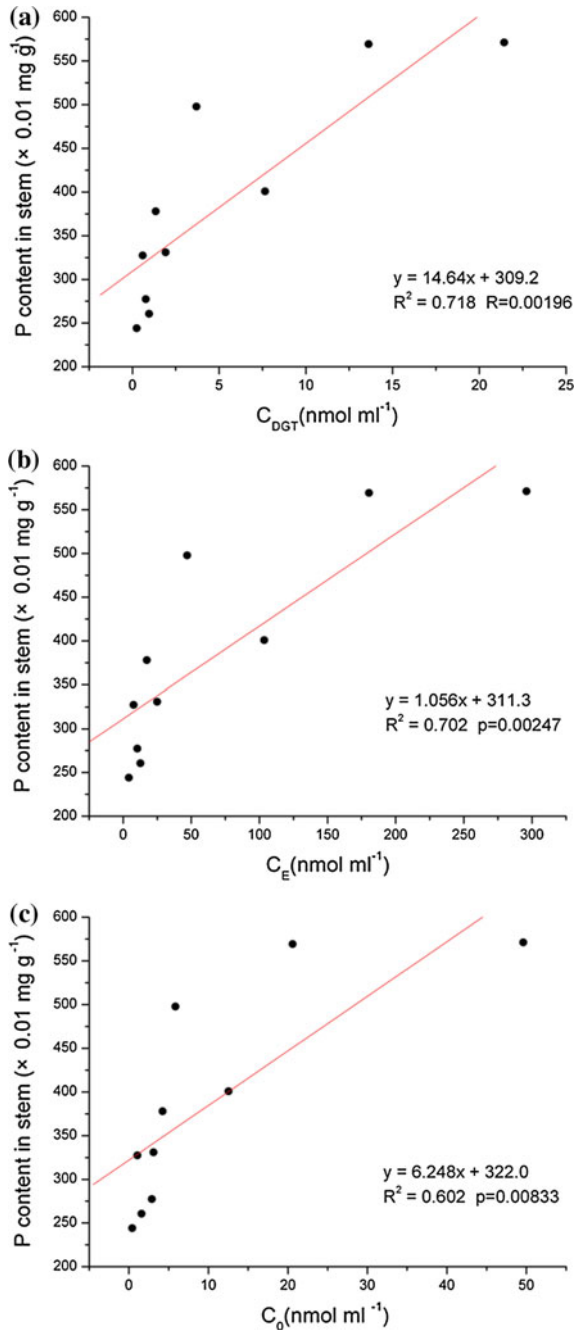 (a)
600
550
500
450
400
350
300
250
200
P content in stem (× 0.01 mg g⁻¹)
y = 14.64x + 309.2
R² = 0.718 R=0.00196
0 5 10 15 20 25
C_DGT(nmol ml⁻¹)
(b)
600
550
500
450
400
350
300
250
200
P content in stem (× 0.01 mg g⁻¹)
y = 1.056x + 311.3
R² = 0.702 p=0.00247
0 50 100 150 200 250 300
C_E(nmol ml⁻¹)
(c)
600
550
500
450
400
350
300
250
200
P content in stem (× 0.01 mg g⁻¹)
y = 6.248x + 322.0
R² = 0.602 p=0.00833
0 10 20 30 40 50
C₀(nmol ml⁻¹)